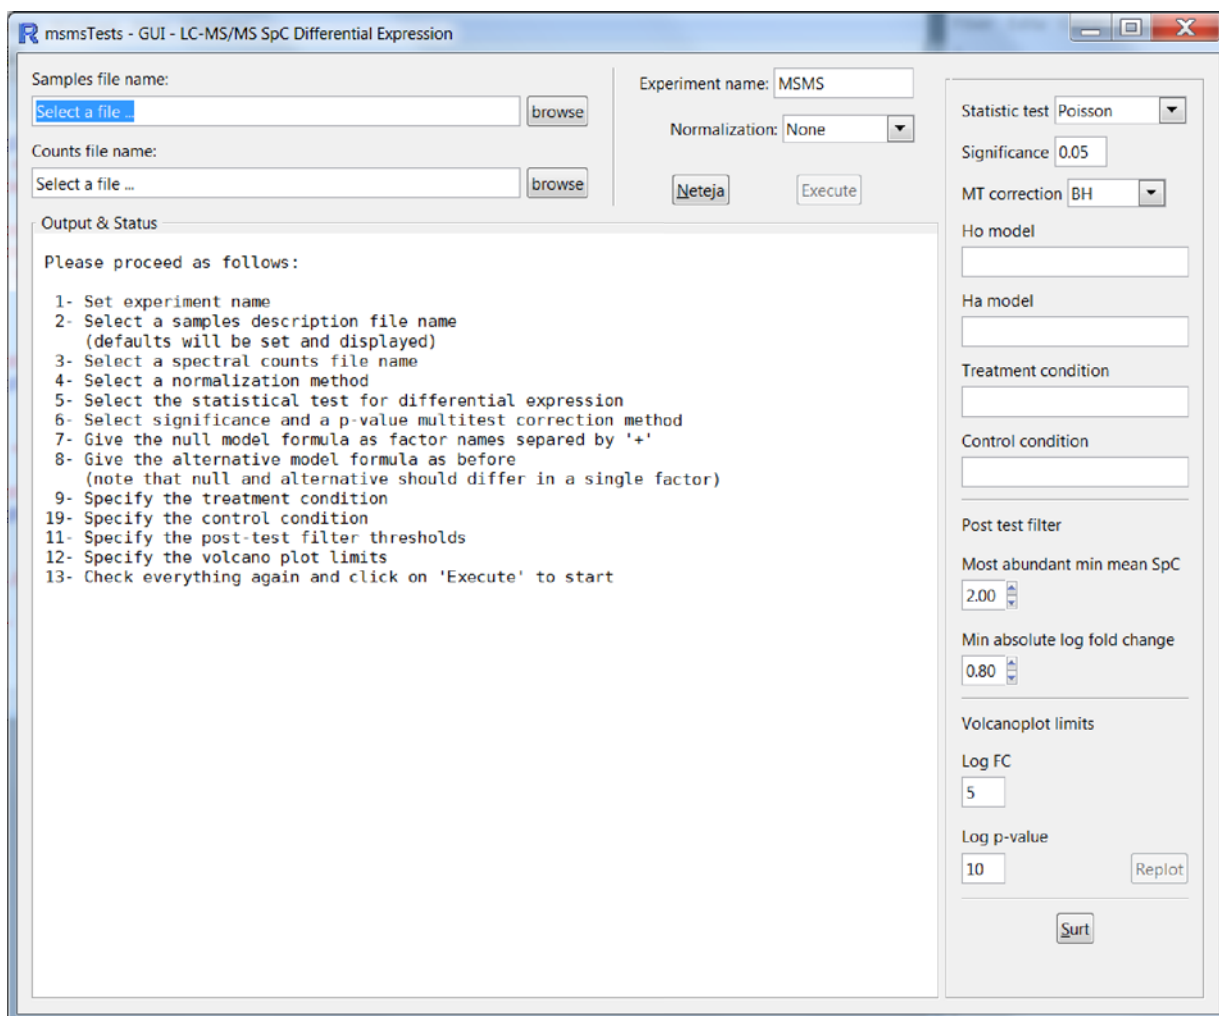 msmsTests - GUI - LC-MS/MS SpC Differential Expression
Samples file name:
Select a file ...
browse
Counts file name:
Select a file ...
browse
Experiment name: MSMS
Normalization: None
Neteja
Execute
Output & Status
Please proceed as follows:
1- Set experiment name
2- Select a samples description file name
(defaults will be set and displayed)
3- Select a spectral counts file name
4- Select a normalization method
5- Select the statistical test for differential expression
6- Select significance and a p-value multitest correction method
7- Give the null model formula as factor names separed by '+'
8- Give the alternative model formula as before
(note that null and alternative should differ in a single factor)
9- Specify the treatment condition
19- Specify the control condition
11- Specify the post-test filter thresholds
12- Specify the volcano plot limits
13- Check everything again and click on 'Execute' to start
Statistic test Poisson
Significance 0.05
MT correction BH
Ho model
Ha model
Treatment condition
Control condition
Post test filter
Most abundant min mean SpC
2.00
Min absolute log fold change
0.80
Volcanoplot limits
Log FC
5
Log p-value
10
Replot
Surt